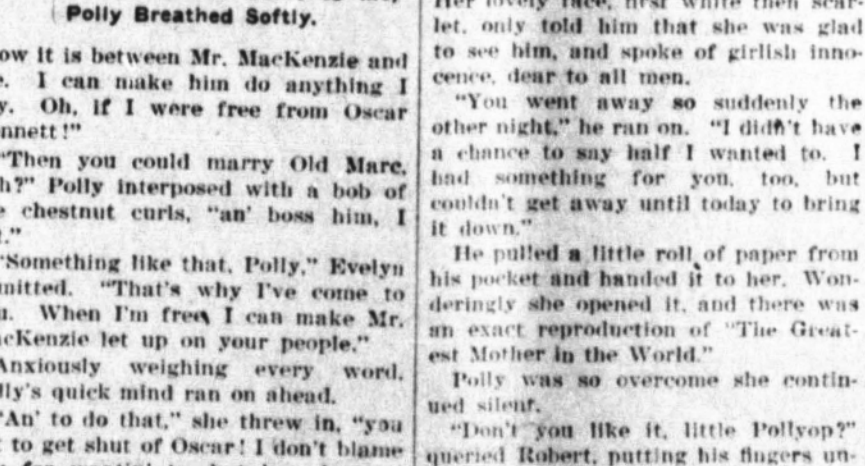 Polly Breathed Softly.
ow it is between Mr. MacKenzie and
e. I can make him do anything I
y. Oh, if I were free from Oscar
nnett!"
"Then you could marry Old Marc,
h?" Polly interposed with a bob of
e chestnut curls, "an' boss him, I
t."
"Something like that, Polly," Evelyn
mitted. "That's why I've come to
u. When I'm free, I can make Mr.
acKenzie let up on your people."
Anxiously weighing every word,
lly's quick mind ran on ahead.
"An' to do that," she threw in, "you
t to get shut of Oscar! I don't blame
Her lovely face, first white then scar-
let, only told him that she was glad
to see him, and spoke of girlish inno-
cence, dear to all men.
"You went away so suddenly the
other night," he ran on. "I didn't have
a chance to say half I wanted to. I
had something for you, too, but
couldn't get away until today to bring
it down."
He pulled a little roll of paper from
his pocket and handed it to her. Won-
deringly she opened it, and there was
an exact reproduction of "The Great-
est Mother in the World."
Polly was so overcome she contin-
ued silent.
"Don't you like it, little Pollyop?"
queried Robert, putting his fingers un-